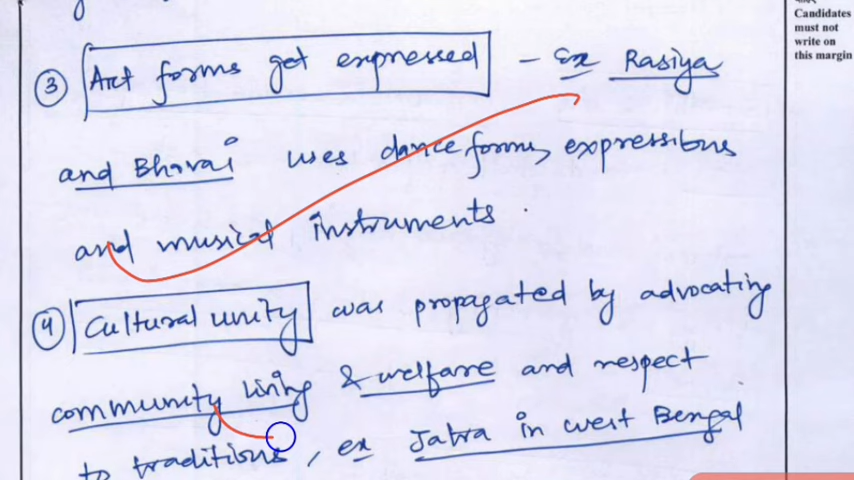 ③ Art forms get expressed - Ex Rasiya
and Bhavai uses dance forms, expressions
and musical instruments.
④ Cultural unity was propagated by advocating
community living & welfare and respect
to traditions, ex Jatra in West Bengal
Candidates
must not
write on
this margin